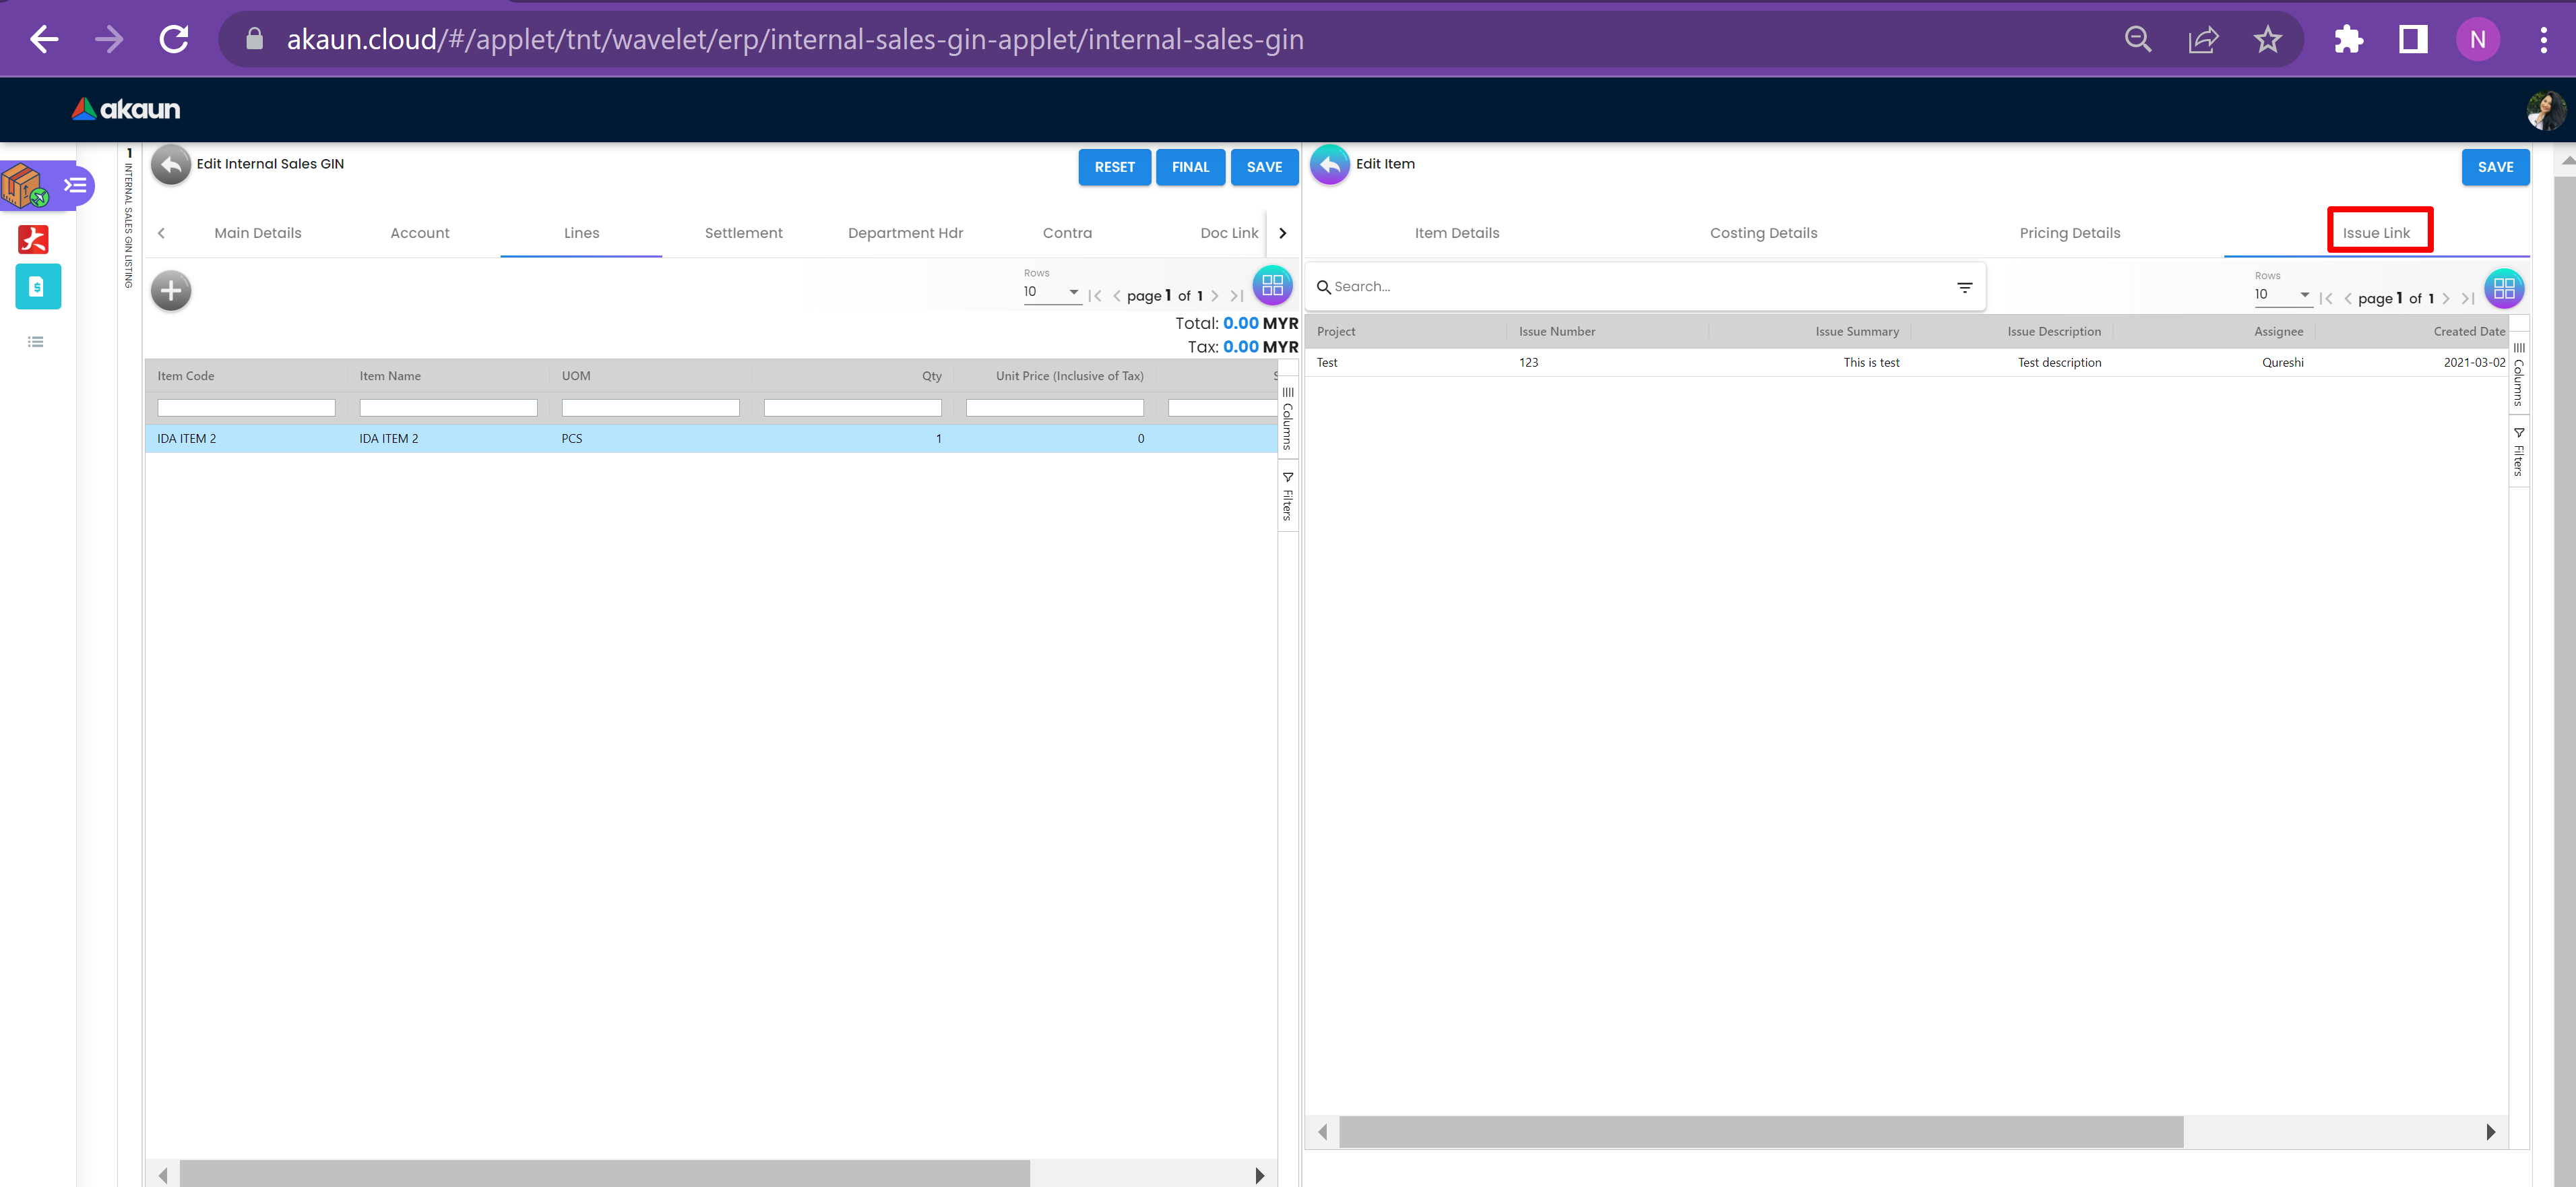 akaun.cloud/#/applet/tnt/wavelet/erp/internal-sales-gin-applet/internal-sales-gin
N
akaun
1 INTERNAL SALES GIN LISTING
Edit Internal Sales GIN
RESET FINAL SAVE
Main Details Account Lines Settlement Department Hdr Contra Doc Link
Rows
10
page 1 of 1
Total: 0.00 MYR
Tax: 0.00 MYR
Item Code Item Name UOM Qty Unit Price (Inclusive of Tax) S
IDA ITEM 2 IDA ITEM 2 PCS 1 0
Columns
Filters
Edit Item
SAVE
Item Details Costing Details Pricing Details Issue Link
Search...
Rows
10
page 1 of 1
Project Issue Number Issue Summary Issue Description Assignee Created Date
Test 123 This is test Test description Qureshi 2021-03-02
Columns
Filters